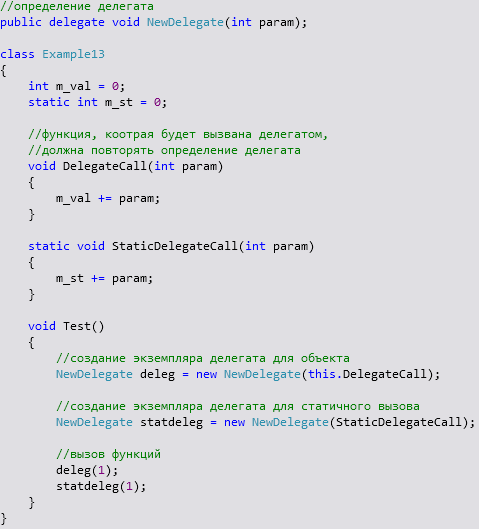 //определение делегата
public delegate void NewDelegate(int param);
class Example13
{
int m_val = 0;
static int m_st = 0;
//функция, коотрая будет вызвана делегатом,
//должна повторять определение делегата
void DelegateCall(int param)
{
m_val += param;
}
static void StaticDelegateCall(int param)
{
m_st += param;
}
void Test()
{
//создание экземпляра делегата для объекта
NewDelegate deleg = new NewDelegate(this.DelegateCall);
//создание экземпляра делегата для статичного вызова
NewDelegate statdeleg = new NewDelegate(StaticDelegateCall);
//вызов функций
deleg(1);
statdeleg(1);
}
}